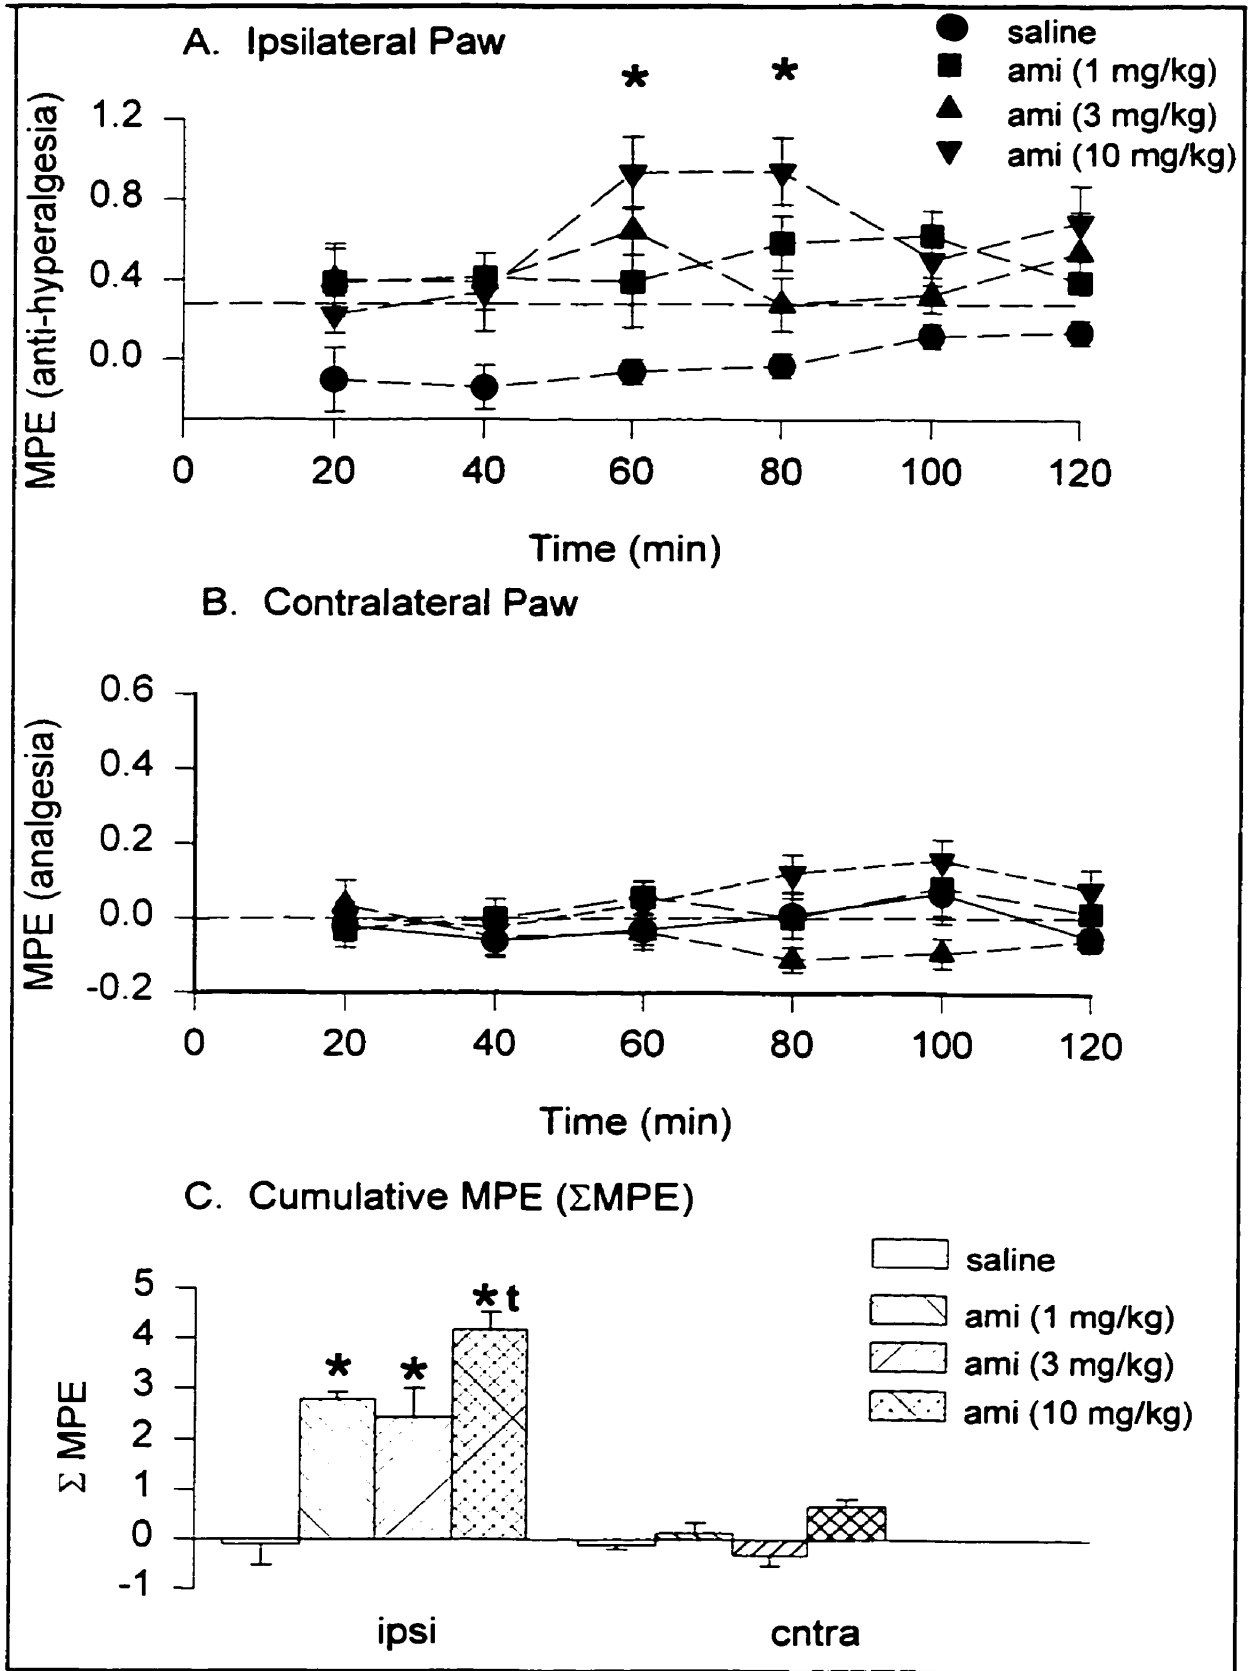 A. Ipsilateral Paw
saline
ami (1 mg/kg)
ami (3 mg/kg)
ami (10 mg/kg)
* *
MPE (anti-hyperalgesia)
1.2
0.8
0.4
0.0
0 20 40 60 80 100 120
Time (min)
B. Contralateral Paw
MPE (analgesia)
0.6
0.4
0.2
0.0
-0.2
0 20 40 60 80 100 120
Time (min)
C. Cumulative MPE (ΣMPE)
saline
ami (1 mg/kg)
ami (3 mg/kg)
ami (10 mg/kg)
Σ MPE
5
4
3
2
1
0
-1
* * * t
ipsi cntra